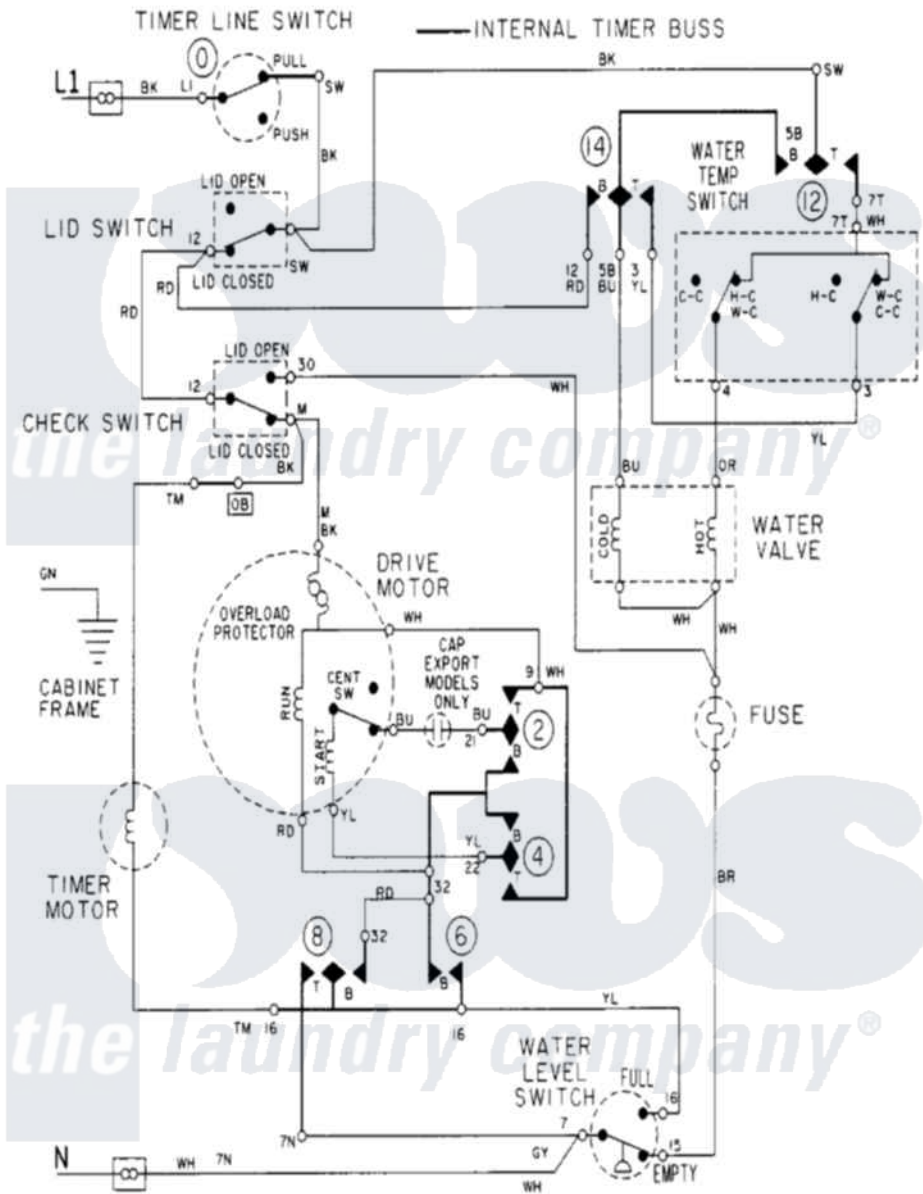 TIMER LINE SWITCH
INTERNAL TIMER BUSS
0
PULL
BK
SW
SW
L1
BK
L1
PUSH
BK
14
WATER
TEMP
SWITCH
5B
B
T
12
7T
7T
WH
LID OPEN
LID SWITCH
12
SW
LID CLOSED
RD
RD
B
T
12
RD
5B
BU
3
YL
C-C
H-C
W-C
H-C
W-C
C-C
4
3
YL
LID OPEN
30
WH
12
M
CHECK SWITCH
LID CLOSED
BK
TM
OB
M
BK
BU
OR
COLD
HOT
WATER
VALVE
WH
WH
GN
CABINET
FRAME
DRIVE
MOTOR
OVERLOAD
PROTECTOR
WH
CAP
EXPORT
MODELS
ONLY
CENT
SW
RUN
START
BU
BU
21
9
WH
T
2
B
FUSE
RD
YL
YL
22
B
4
T
32
RD
32
TIMER
MOTOR
BR
8
6
T
B
B
TM
16
16
YL
WATER
LEVEL
SWITCH
FULL
16
7
15
EMPTY
7N
GY
N
WH
7N
WH
the laundry company®
the laundry company®